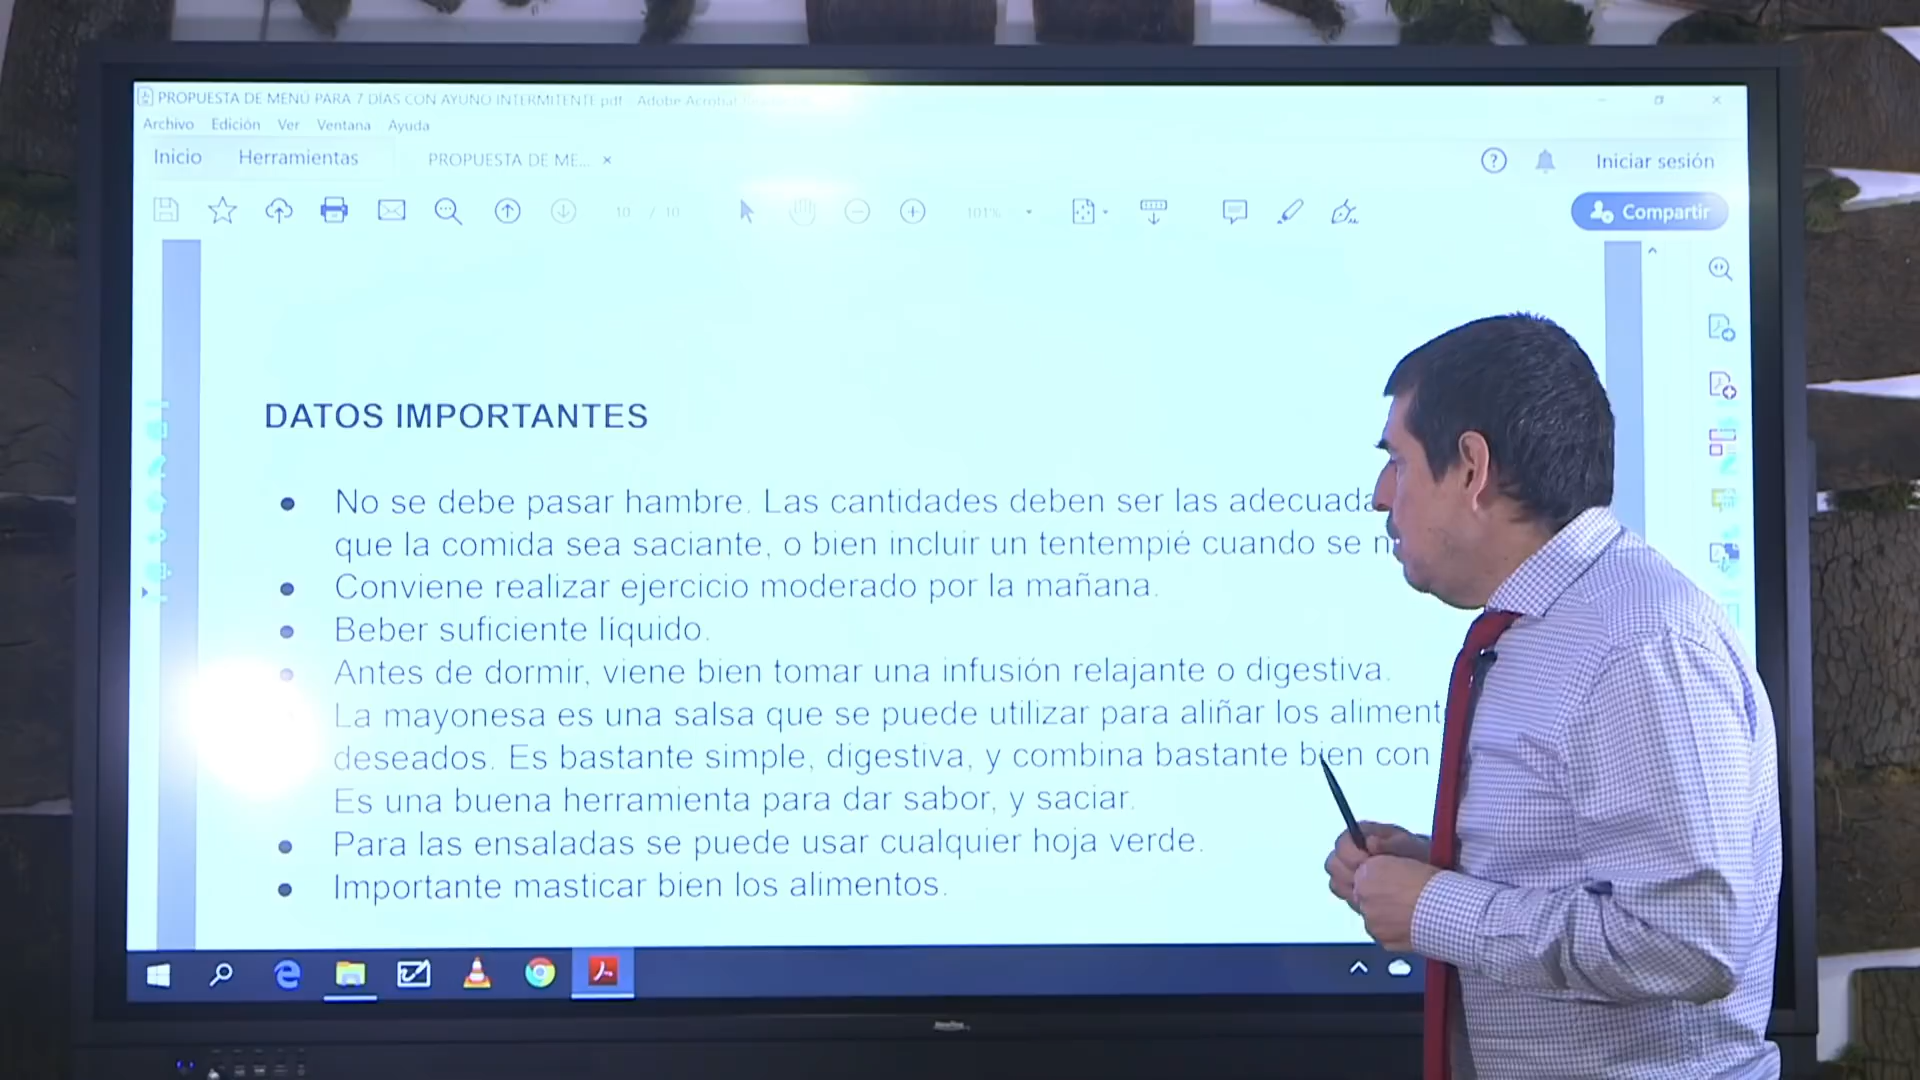 PROPUESTA DE MENÚ PARA 7 DÍAS CON AYUNO INTERMITENTE.pdf - Adobe Acrobat
Archivo Edición Ver Ventana Ayuda
Inicio Herramientas PROPUESTA DE ME... Iniciar sesión
10 / 10 101% Compartir
DATOS IMPORTANTES
No se debe pasar hambre. Las cantidades deben ser las
que la comida sea saciante, o bien incluir un tentempié cuando se
Conviene realizar ejercicio moderado por la mañana.
Beber suficiente líquido.
Antes de dormir, viene bien tomar una infusión relajante o digestiva.
La mayonesa es una salsa que se puede utilizar para aliñar los
deseados. Es bastante simple, digestiva, y combina bastante bien con
Es una buena herramienta para dar sabor, y saciar.
Para las ensaladas se puede usar cualquier hoja verde.
Importante masticar bien los alimentos.